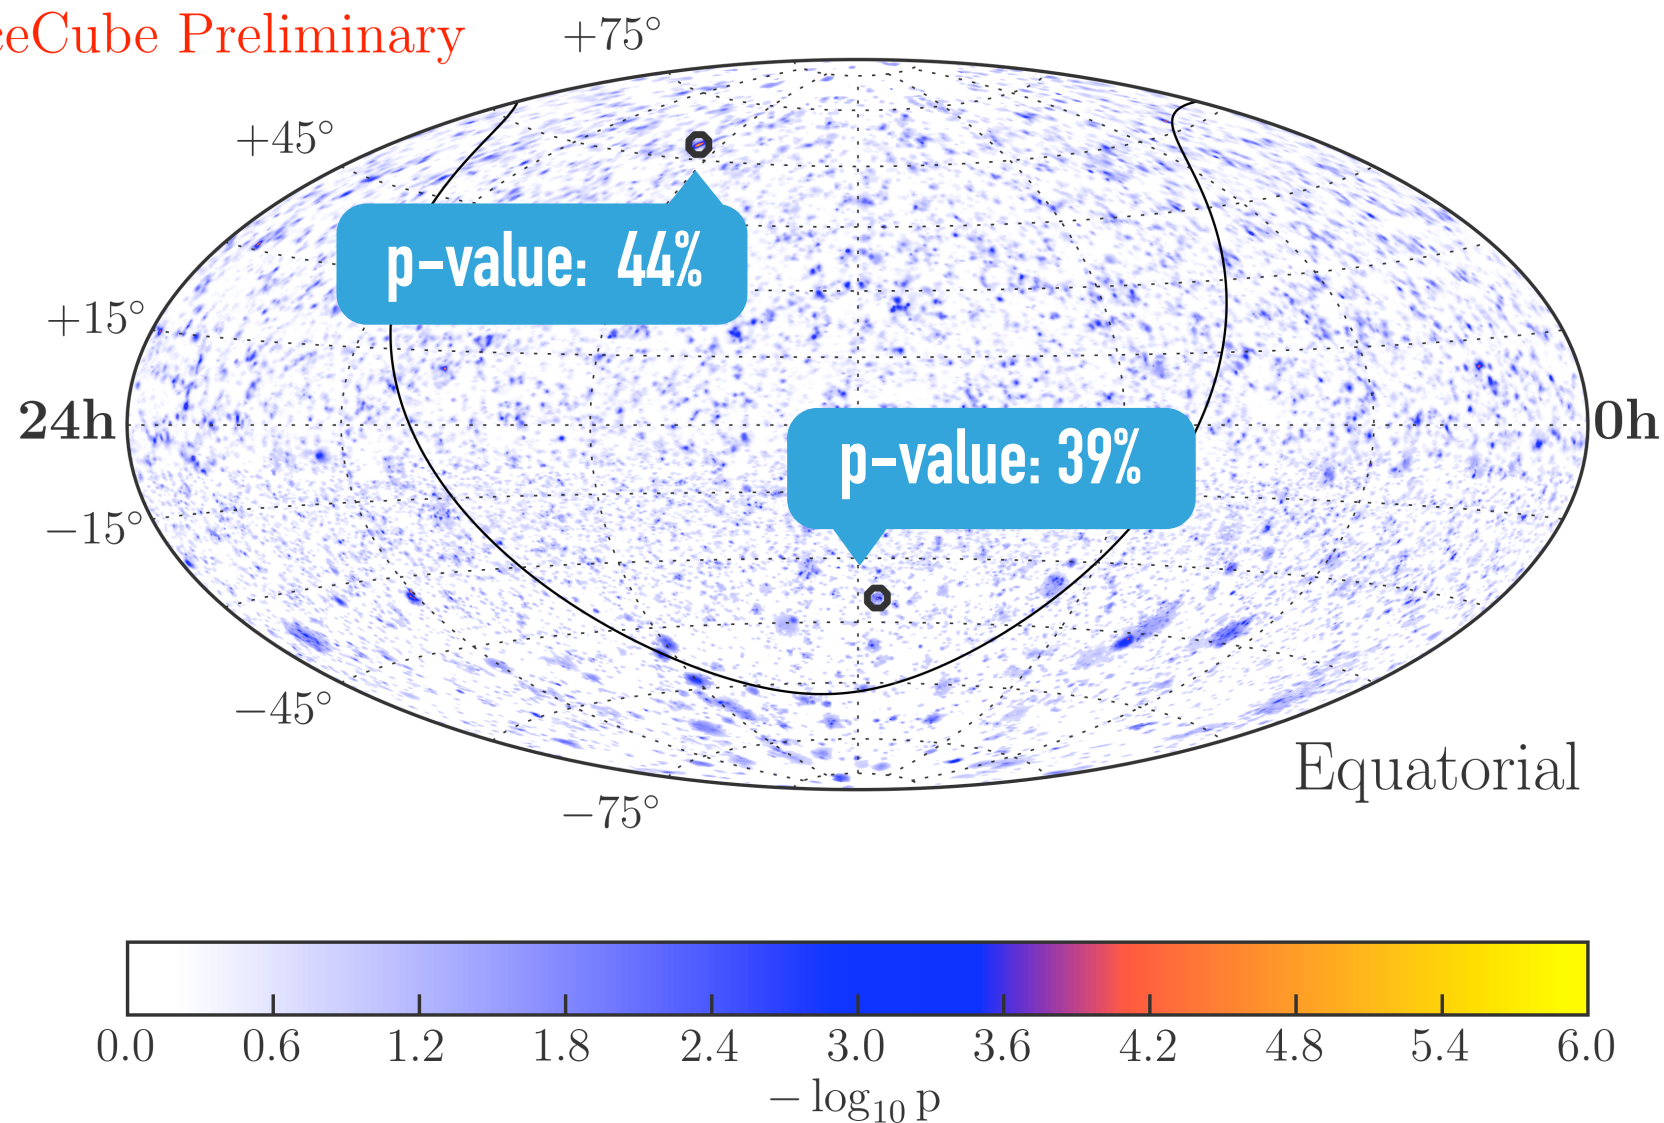 ceCube Preliminary
+75°
+45°
p-value: 44%
+15°
24h
0h
p-value: 39%
−15°
−45°
Equatorial
−75°
0.0 0.6 1.2 1.8 2.4 3.0 3.6 4.2 4.8 5.4 6.0
− log₁₀ p